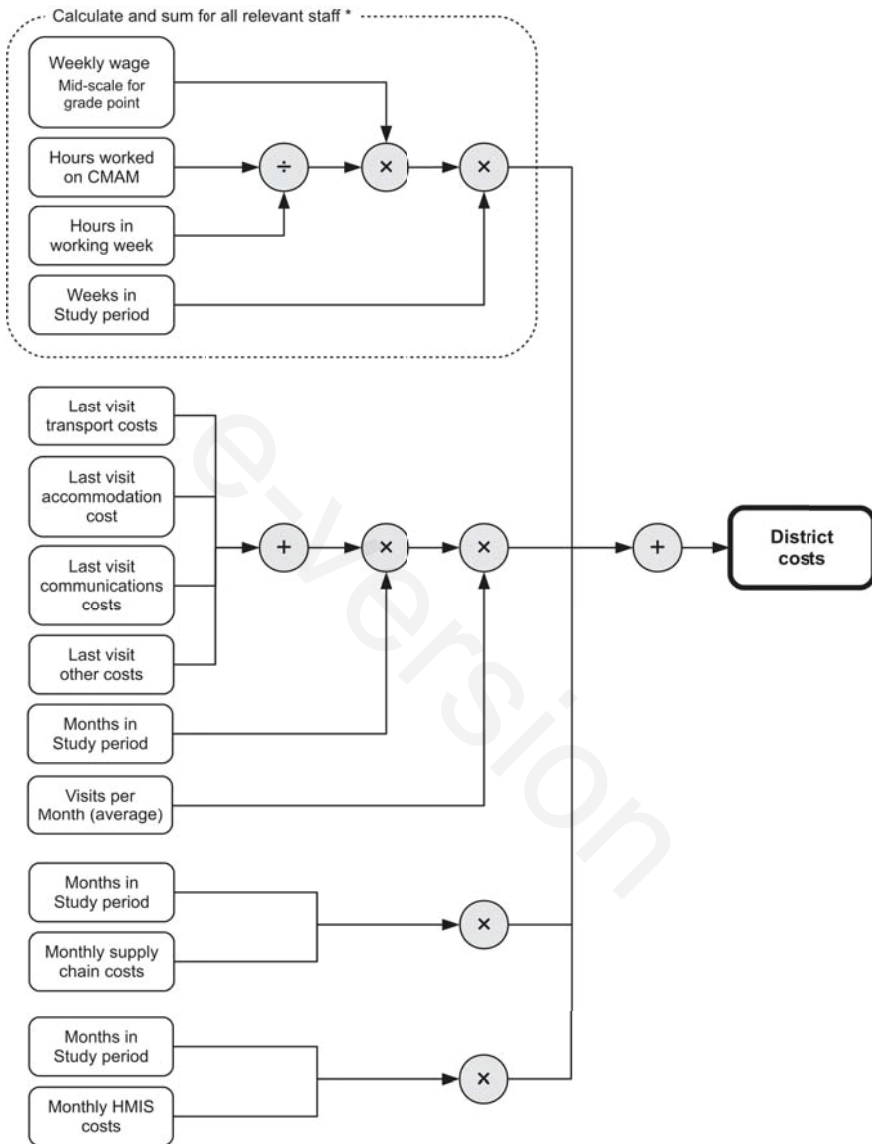 Calculate and sum for all relevant staff *
Weekly wage
Mid-scale for
grade point
Hours worked
on CMAM
÷
×
×
Hours in
working week
Weeks in
Study period
Last visit
transport costs
Last visit
accommodation
cost
Last visit
communications
costs
+
×
×
+
District
costs
Last visit
other costs
Months in
Study period
Visits per
Month (average)
Months in
Study period
×
Monthly supply
chain costs
Months in
Study period
×
Monthly HMIS
costs
e-version